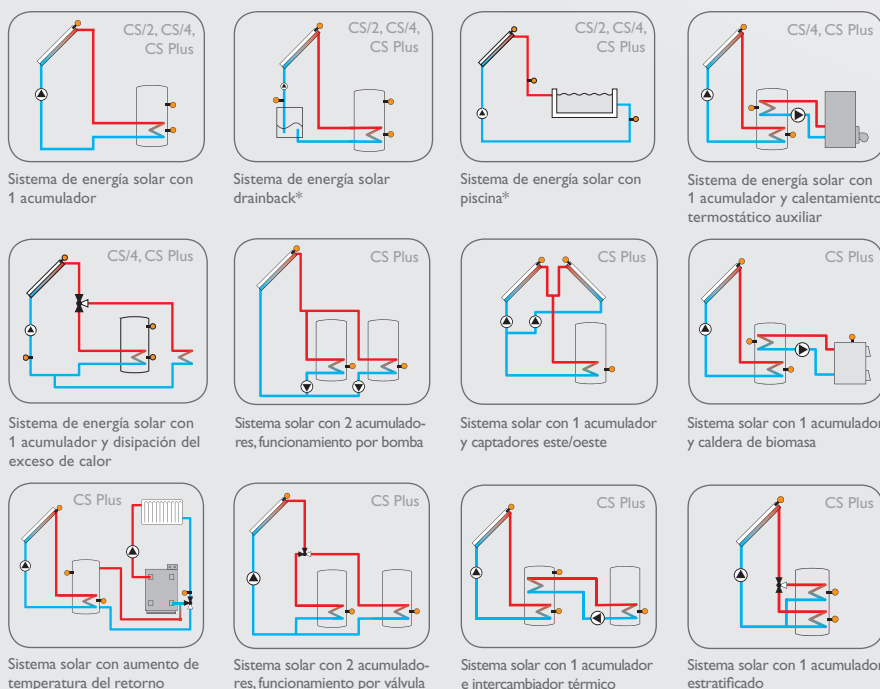 CS/2, CS/4,
CS Plus
Sistema de energía solar con
1 acumulador
CS/2, CS/4,
CS Plus
Sistema de energía solar
drainback*
CS/2, CS/4,
CS Plus
Sistema de energía solar con
piscina*
CS/4, CS Plus
Sistema de energía solar con
1 acumulador y calentamiento
termostático auxiliar
CS/4, CS Plus
Sistema de energía solar con
1 acumulador y disipación del
exceso de calor
CS Plus
Sistema solar con 2 acumulado-
res, funcionamiento por bomba
CS Plus
Sistema solar con 1 acumulador
y captadores este/oeste
CS Plus
Sistema solar con 1 acumulador
y caldera de biomasa
CS Plus
Sistema solar con aumento de
temperatura del retorno
CS Plus
Sistema solar con 2 acumulado-
res, funcionamiento por válvula
CS Plus
Sistema solar con 1 acumulador
e intercambiador térmico
CS Plus
Sistema solar con 1 acumulador
estratificado